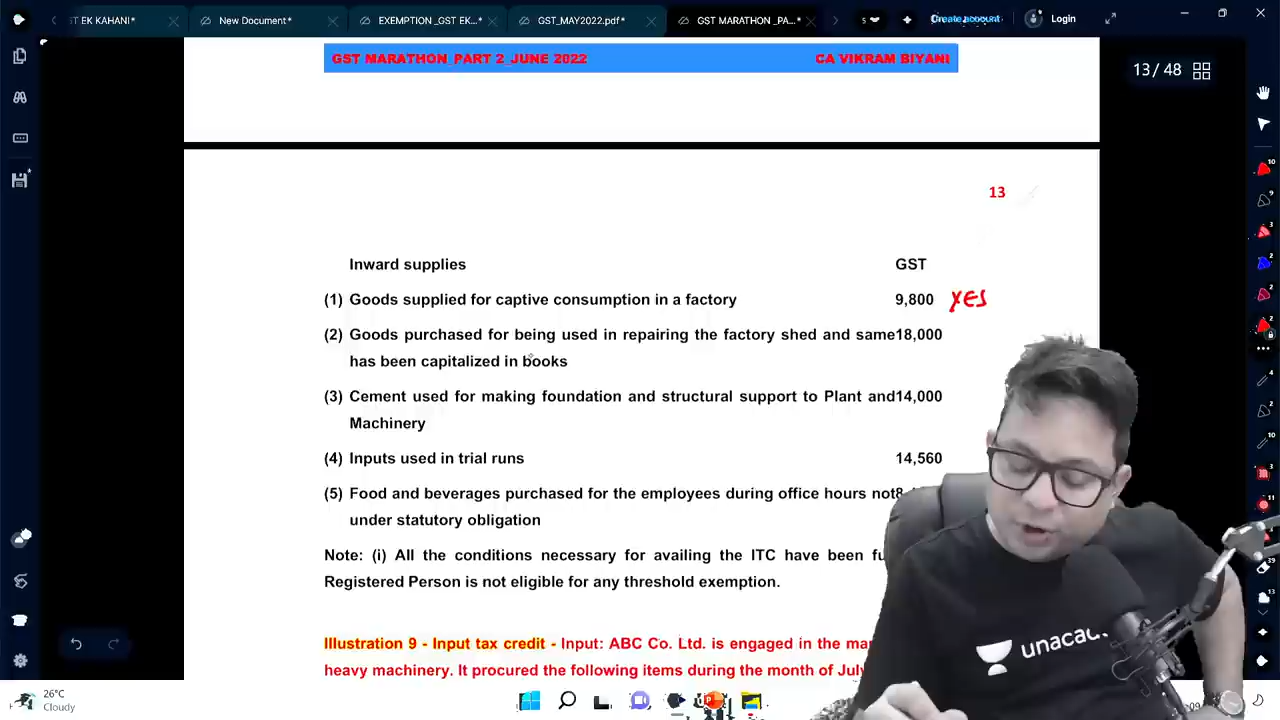 ST EK KAHANI*
New Document*
EXEMPTION _GST EK...*
GST_MAY2022.pdf*
GST MARATHON _PA...*
5
Create account
Login
GST MARATHON_PART 2_JUNE 2022 CA VIKRAM BIYANI
13/ 48
13
Inward supplies GST
(1) Goods supplied for captive consumption in a factory 9,800 YES
(2) Goods purchased for being used in repairing the factory shed and same 18,000
has been capitalized in books
(3) Cement used for making foundation and structural support to Plant and 14,000
Machinery
(4) Inputs used in trial runs 14,560
(5) Food and beverages purchased for the employees during office hours not
under statutory obligation
Note: (i) All the conditions necessary for availing the ITC have been
Registered Person is not eligible for any threshold exemption.
Illustration 9 - Input tax credit - Input: ABC Co. Ltd. is engaged in the
heavy machinery. It procured the following items during the month of July
26°C
Cloudy